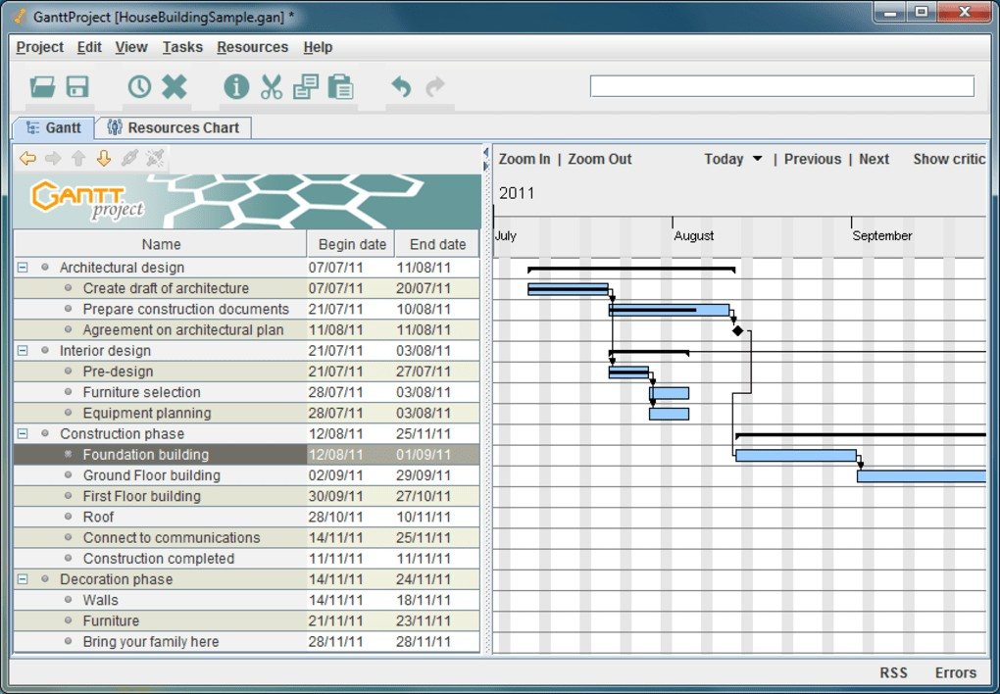 GanttProject [HouseBuildingSample.gan] *
Project Edit View Tasks Resources Help
Gantt Resources Chart
Zoom In | Zoom Out Today | Previous | Next Show critic
GANTT
project
2011
July August September
Name Begin date End date
Architectural design 07/07/11 11/08/11
Create draft of architecture 07/07/11 20/07/11
Prepare construction documents 21/07/11 10/08/11
Agreement on architectural plan 11/08/11 11/08/11
Interior design 21/07/11 03/08/11
Pre-design 21/07/11 27/07/11
Furniture selection 28/07/11 03/08/11
Equipment planning 28/07/11 03/08/11
Construction phase 12/08/11 25/11/11
Foundation building 12/08/11 01/09/11
Ground Floor building 02/09/11 29/09/11
First Floor building 30/09/11 27/10/11
Roof 28/10/11 10/11/11
Connect to communications 14/11/11 25/11/11
Construction completed 11/11/11 11/11/11
Decoration phase 14/11/11 24/11/11
Walls 14/11/11 18/11/11
Furniture 21/11/11 23/11/11
Bring your family here 28/11/11 28/11/11
RSS Errors